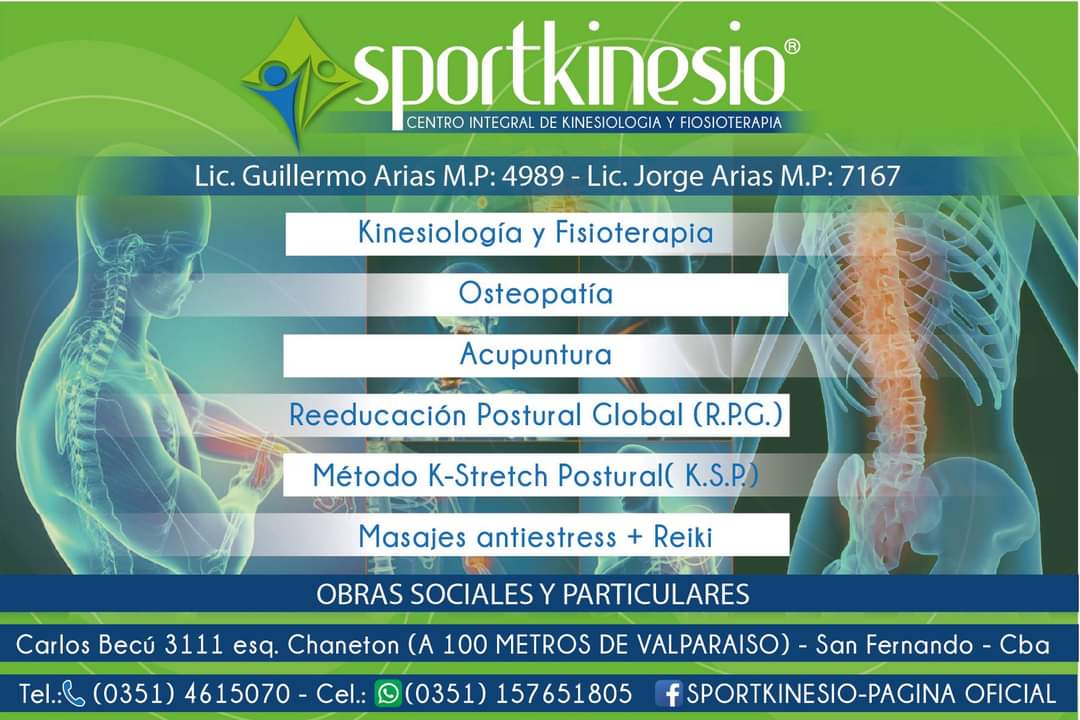 sportkinesio®
CENTRO INTEGRAL DE KINESIOLOGIA Y FIOSIOTERAPIA
Lic. Guillermo Arias M.P: 4989 - Lic. Jorge Arias M.P: 7167
Kinesiología y Fisioterapia
Osteopatía
Acupuntura
Reeducación Postural Global (R.P.G.)
Método K-Stretch Postural( K.S.P.)
Masajes antiestress + Reiki
OBRAS SOCIALES Y PARTICULARES
Carlos Becú 3111 esq. Chaneton (A 100 METROS DE VALPARAISO) - San Fernando - Cba
Tel.: (0351) 4615070 - Cel.: (0351) 157651805 f SPORTKINESIO-PAGINA OFICIAL